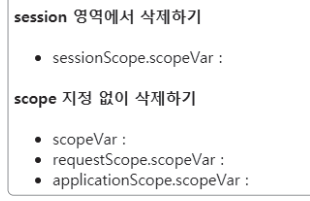 session 영역에서 삭제하기
• sessionScope.scopeVar :
scope 지정 없이 삭제하기
• scopeVar :
• requestScope.scopeVar :
• applicationScope.scopeVar :